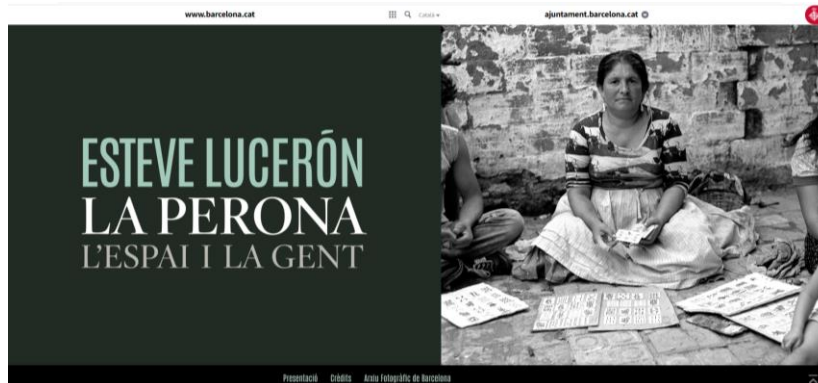 www.barcelona.cat
Català
ajuntament.barcelona.cat
ESTEVE LUCERÓN
LA PERONA
L'ESPAI I LA GENT
Presentació Crèdits Arxiu Fotogràfic de Barcelona